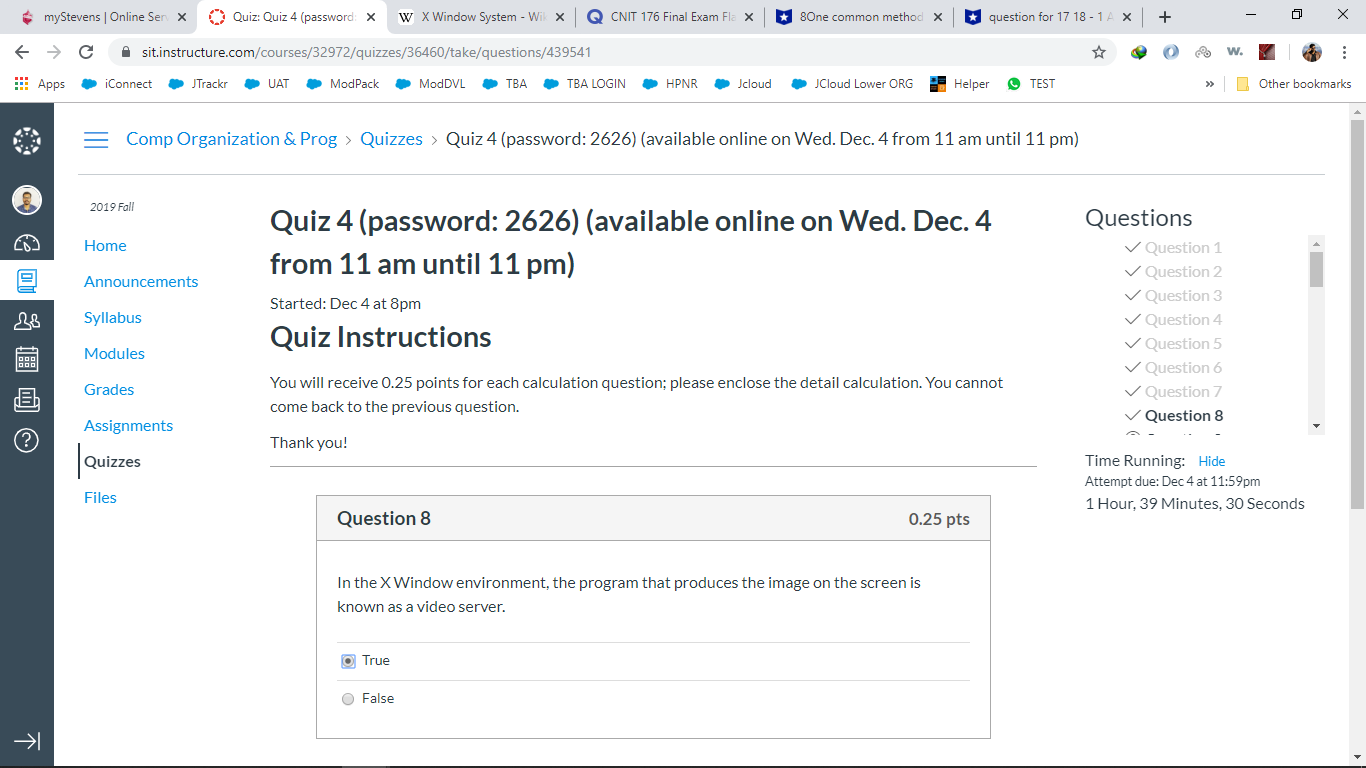 myStevens | Online Serv
Quiz: Quiz 4 (password:
X Window System - Wik
CNIT 176 Final Exam Fla
8One common method
question for 17 18 - 1 A
sit.instructure.com/courses/32972/quizzes/36460/take/questions/439541
Apps
iConnect
JTrackr
UAT
ModPack
ModDVL
TBA
TBA LOGIN
HPNR
Jcloud
JCloud Lower ORG
Helper
TEST
»
Other bookmarks
Comp Organization & Prog › Quizzes › Quiz 4 (password: 2626) (available online on Wed. Dec. 4 from 11 am until 11 pm)
2019 Fall
Home
Announcements
Syllabus
Modules
Grades
Assignments
Quizzes
Files
Quiz 4 (password: 2626) (available online on Wed. Dec. 4
from 11 am until 11 pm)
Started: Dec 4 at 8pm
Quiz Instructions
You will receive 0.25 points for each calculation question; please enclose the detail calculation. You cannot
come back to the previous question.
Thank you!
Question 8 0.25 pts
In the X Window environment, the program that produces the image on the screen is
known as a video server.
True
False
Questions
Question 1
Question 2
Question 3
Question 4
Question 5
Question 6
Question 7
Question 8
Time Running: Hide
Attempt due: Dec 4 at 11:59pm
1 Hour, 39 Minutes, 30 Seconds